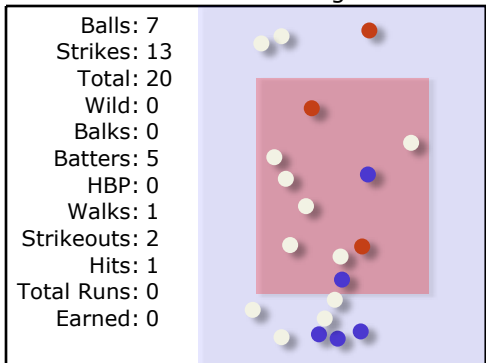 Balls: 7
Strikes: 13
Total: 20
Wild: 0
Balks: 0
Batters: 5
HBP: 0
Walks: 1
Strikeouts: 2
Hits: 1
Total Runs: 0
Earned: 0